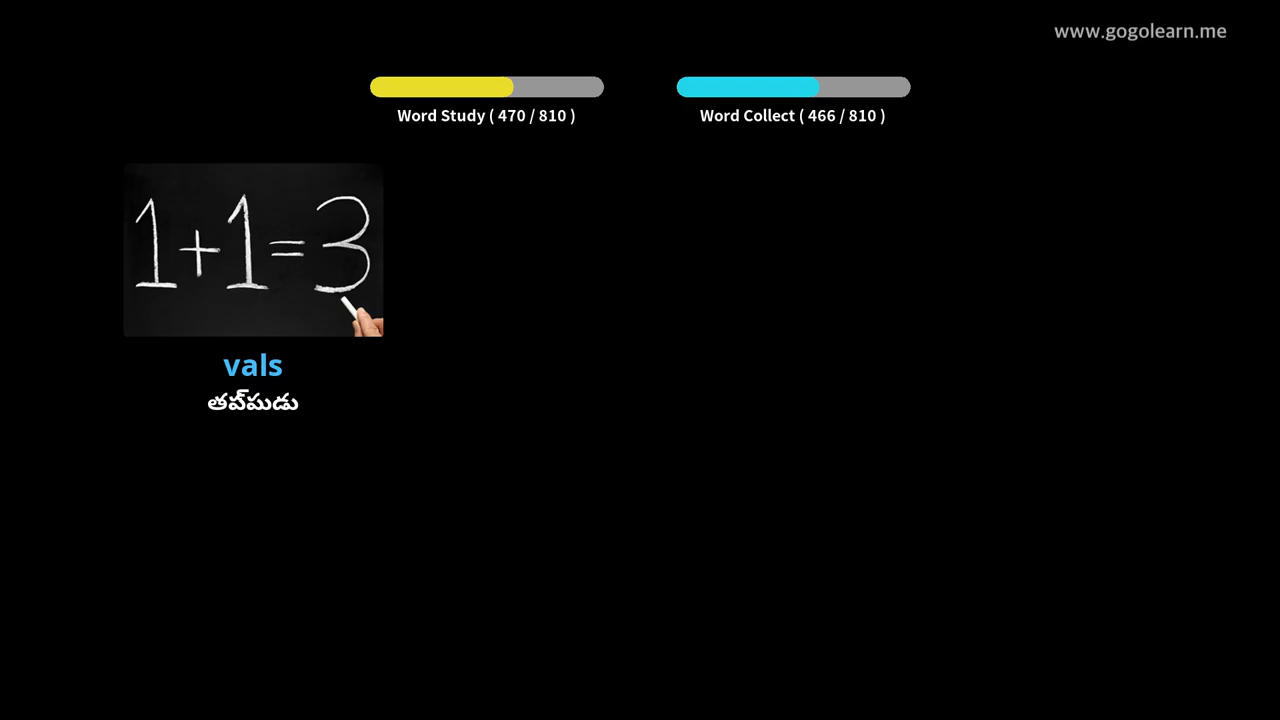 www.gogolearn.me
Word Study ( 470 / 810 )
Word Collect ( 466 / 810 )
1+1=3
vals
తప్పుడు